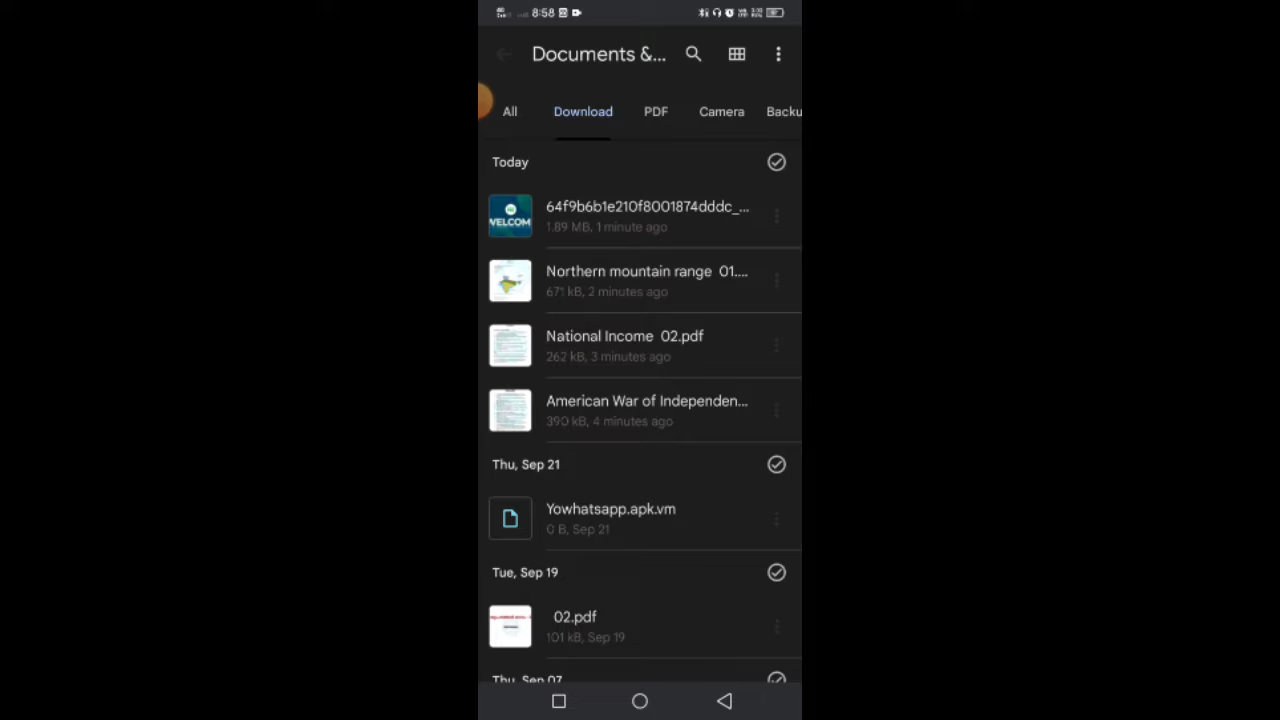 8:58
Documents &...
All Download PDF Camera Backu
Today
64f9b6b1e210f8001874dddc_...
1.89 MB, 1 minute ago
Northern mountain range 01....
671 kB, 2 minutes ago
National Income 02.pdf
262 kB, 3 minutes ago
American War of Independen...
390 kB, 4 minutes ago
Thu, Sep 21
Yowhatsapp.apk.vm
0 B, Sep 21
Tue, Sep 19
02.pdf
101 kB, Sep 19
Thu, Sep 07